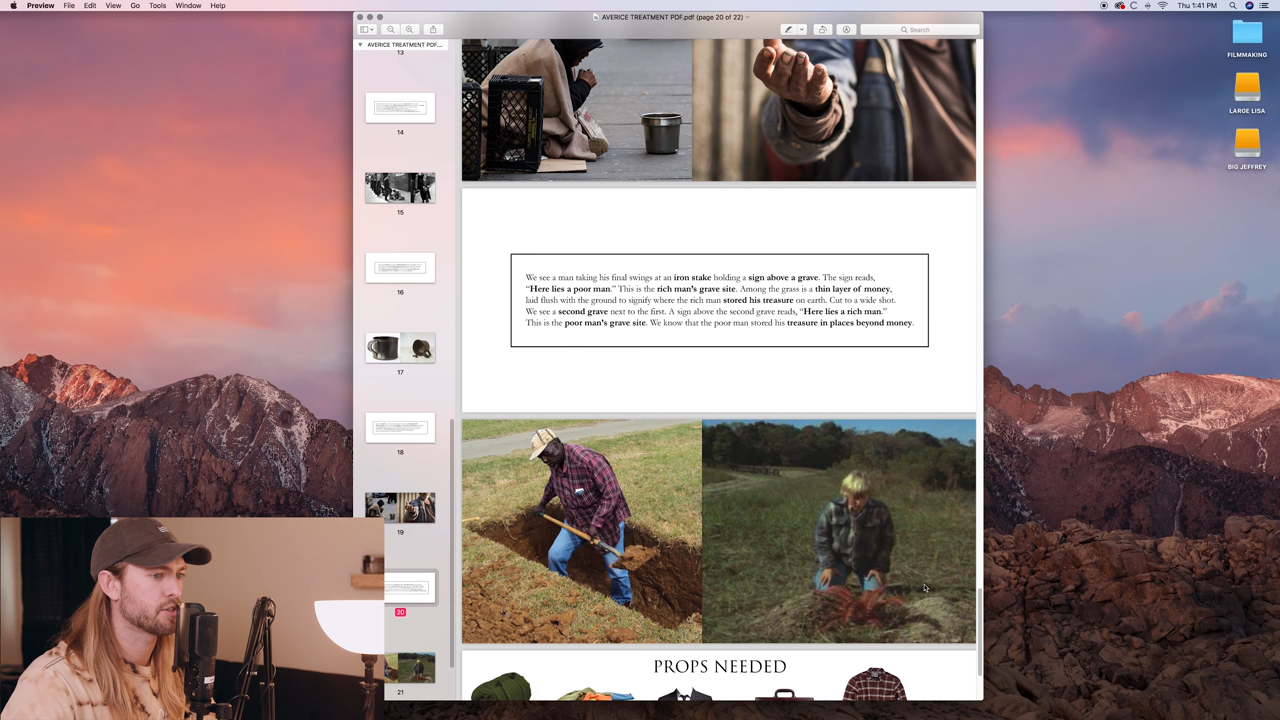 Preview File Edit View Go Tools Window Help
Thu 1:41 PM
AVERICE TREATMENT PDF.pdf (page 20 of 22)
Search
AVERICE TREATMENT PDF...
13
14
15
16
17
18
19
20
21
We see a man taking his final swings at an iron stake holding a sign above a grave. The sign reads,
“Here lies a poor man.” This is the rich man's grave site. Among the grass is a thin layer of money,
laid flush with the ground to signify where the rich man stored his treasure on earth. Cut to a wide shot.
We see a second grave next to the first. A sign above the second grave reads, “Here lies a rich man.”
This is the poor man's grave site. We know that the poor man stored his treasure in places beyond money.
PROPS NEEDED
FILMMAKING
LARGE LISA
BIG JEFFREY